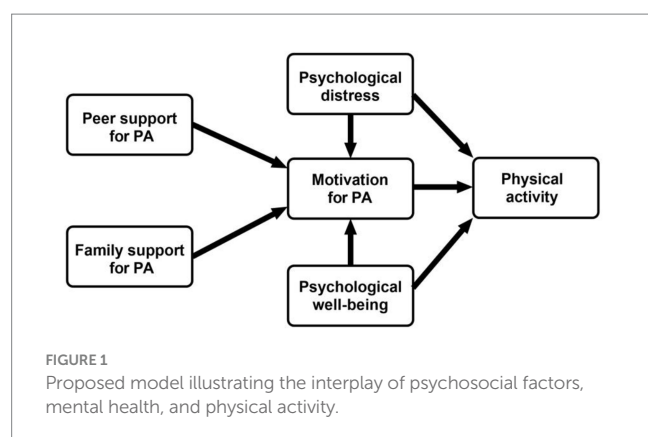 Psychological
distress
Peer support
for PA
Motivation
for PA
Physical
activity
Family support
for PA
Psychological
well-being
FIGURE 1
Proposed model illustrating the interplay of psychosocial factors,
mental health, and physical activity.